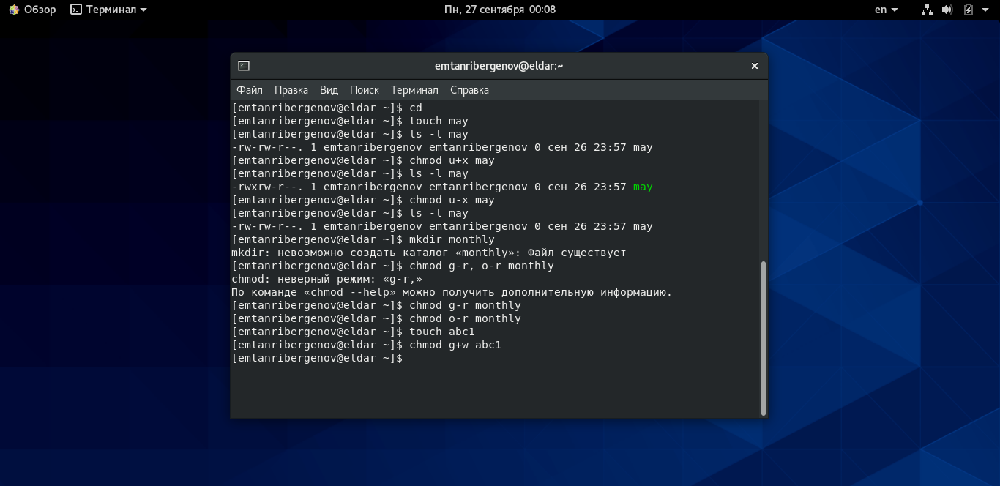 Обзор Терминал Пн, 27 сентября 00:08 en
emtanribergenov@eldar:~
Файл Правка Вид Поиск Терминал Справка
[emtanribergenov@eldar ~]$ cd
[emtanribergenov@eldar ~]$ touch may
[emtanribergenov@eldar ~]$ ls -l may
-rw-rw-r--. 1 emtanribergenov emtanribergenov 0 сен 26 23:57 may
[emtanribergenov@eldar ~]$ chmod u+x may
[emtanribergenov@eldar ~]$ ls -l may
-rwxrw-r--. 1 emtanribergenov emtanribergenov 0 сен 26 23:57 may
[emtanribergenov@eldar ~]$ chmod u-x may
[emtanribergenov@eldar ~]$ ls -l may
-rw-rw-r--. 1 emtanribergenov emtanribergenov 0 сен 26 23:57 may
[emtanribergenov@eldar ~]$ mkdir monthly
mkdir: невозможно создать каталог «monthly»: Файл существует
[emtanribergenov@eldar ~]$ chmod g-r, o-r monthly
chmod: неверный режим: «g-r,»
По команде «chmod --help» можно получить дополнительную информацию.
[emtanribergenov@eldar ~]$ chmod g-r monthly
[emtanribergenov@eldar ~]$ chmod o-r monthly
[emtanribergenov@eldar ~]$ touch abc1
[emtanribergenov@eldar ~]$ chmod g+w abc1
[emtanribergenov@eldar ~]$ _